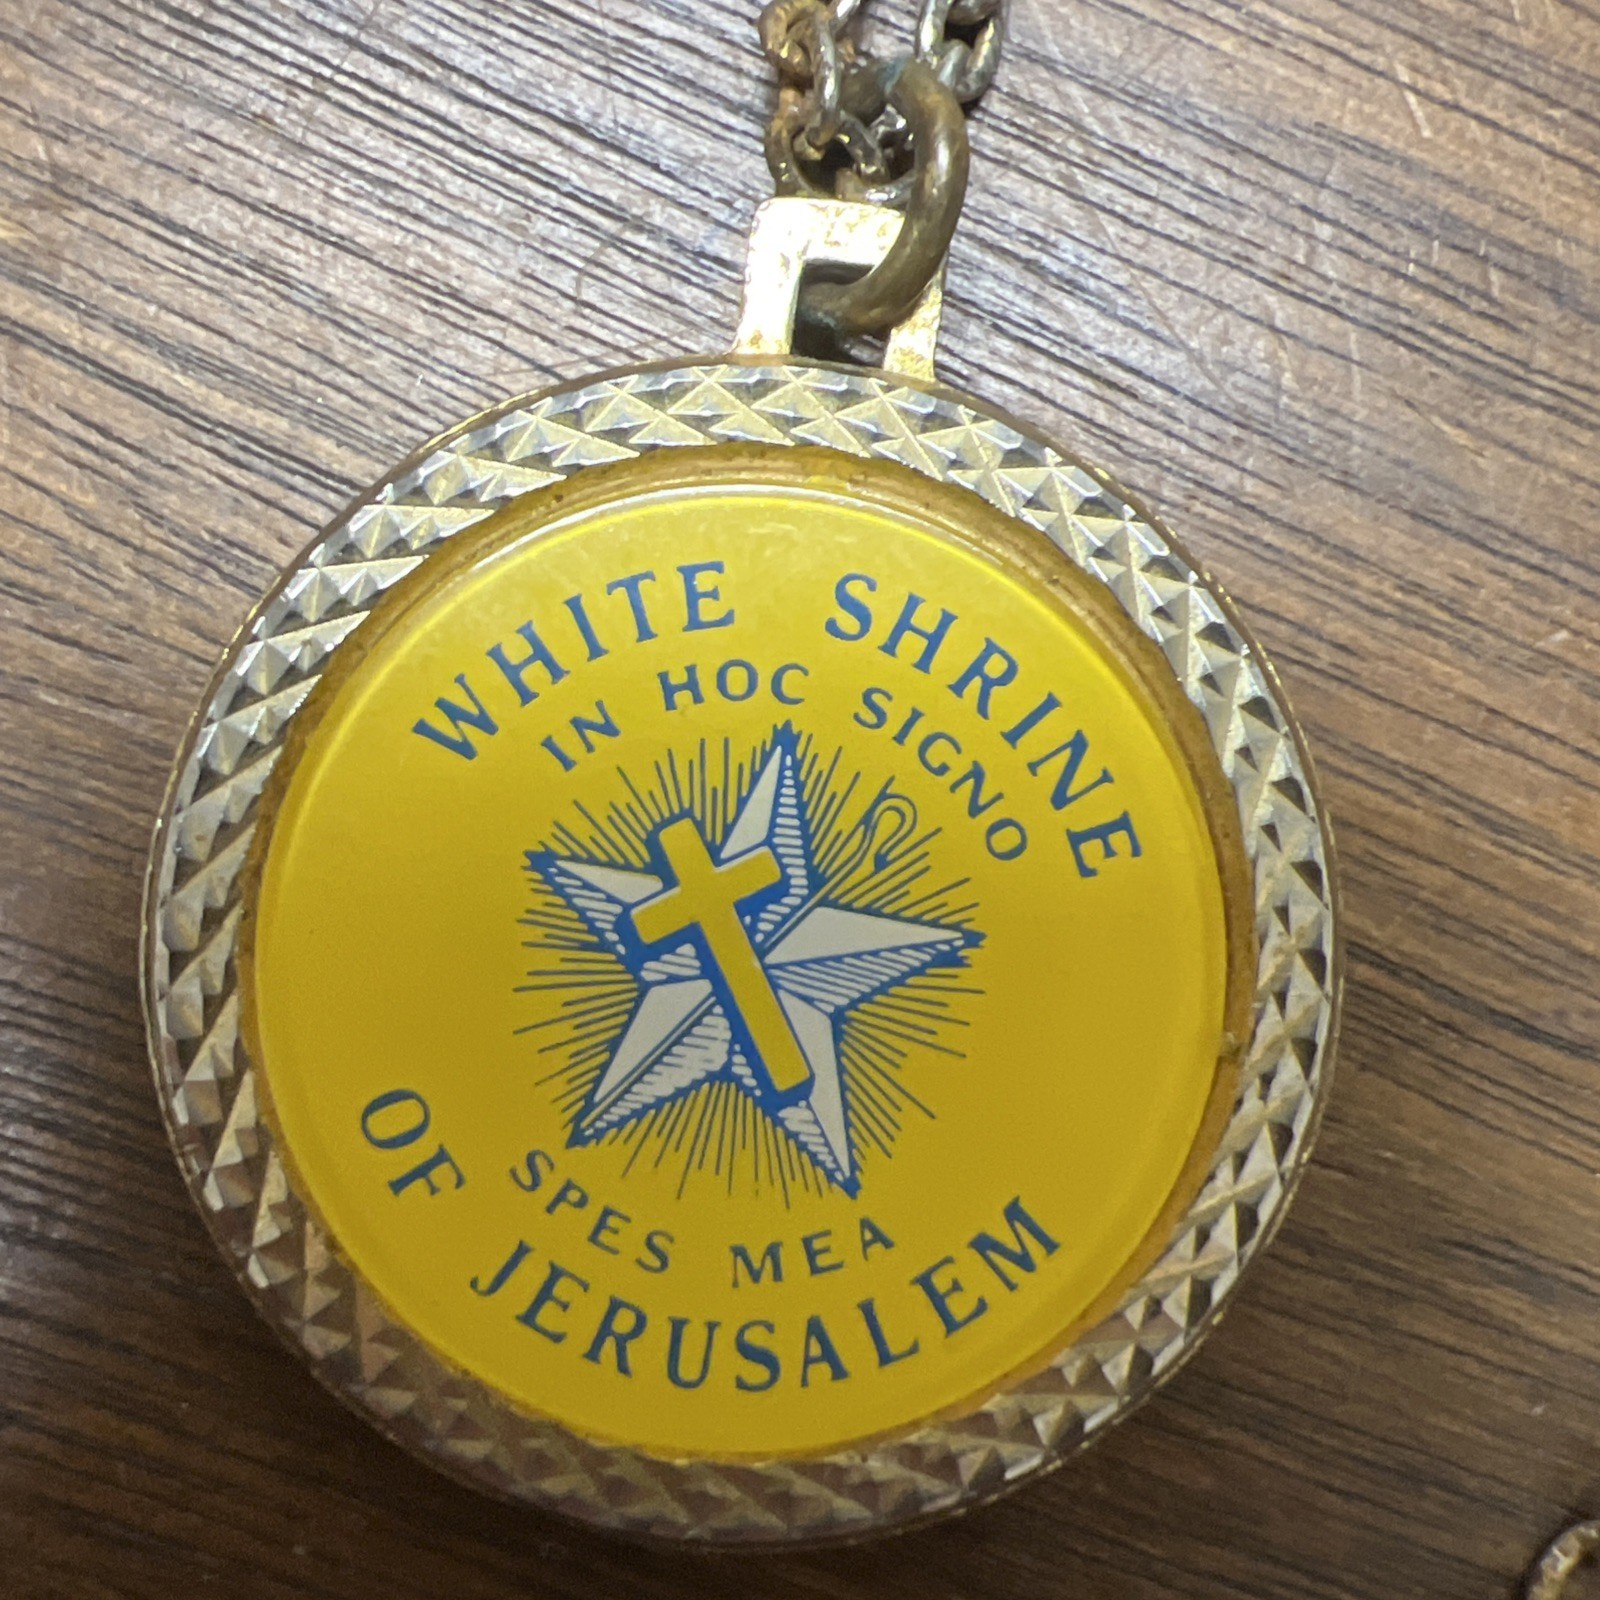 WHITE SHRINE
IN HOC SIGNO
SPES MEA
OF JERUSALEM